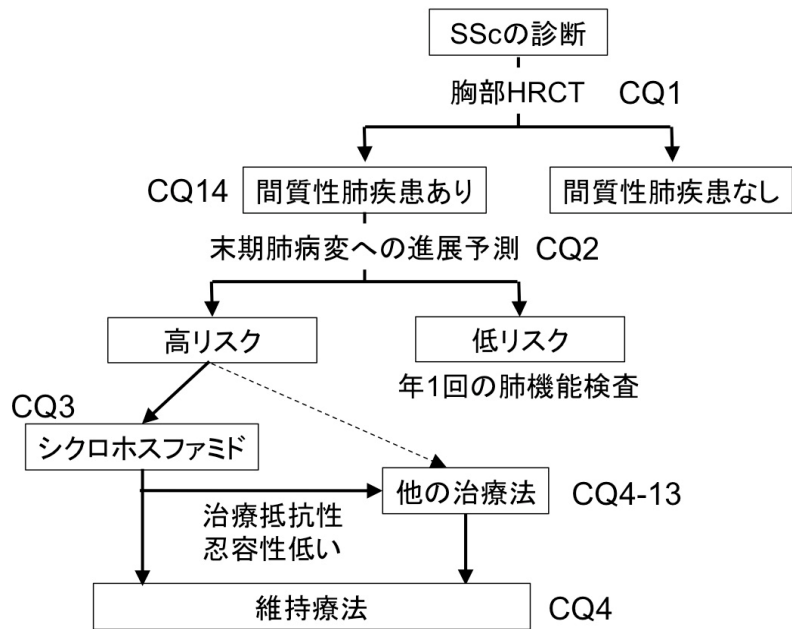 SScの診断
胸部HRCT CQ1
CQ14 間質性肺疾患あり 間質性肺疾患なし
末期肺病変への進展予測 CQ2
高リスク 低リスク
年1回の肺機能検査
CQ3
シクロホスファミド
他の治療法 CQ4-13
治療抵抗性
忍容性低い
維持療法 CQ4